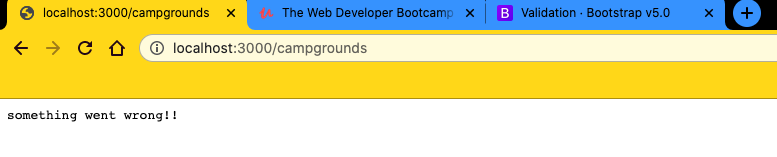 localhost:3000/campgrounds
The Web Developer Bootcamp
Validation · Bootstrap v5.0
localhost:3000/campgrounds
something went wrong!!